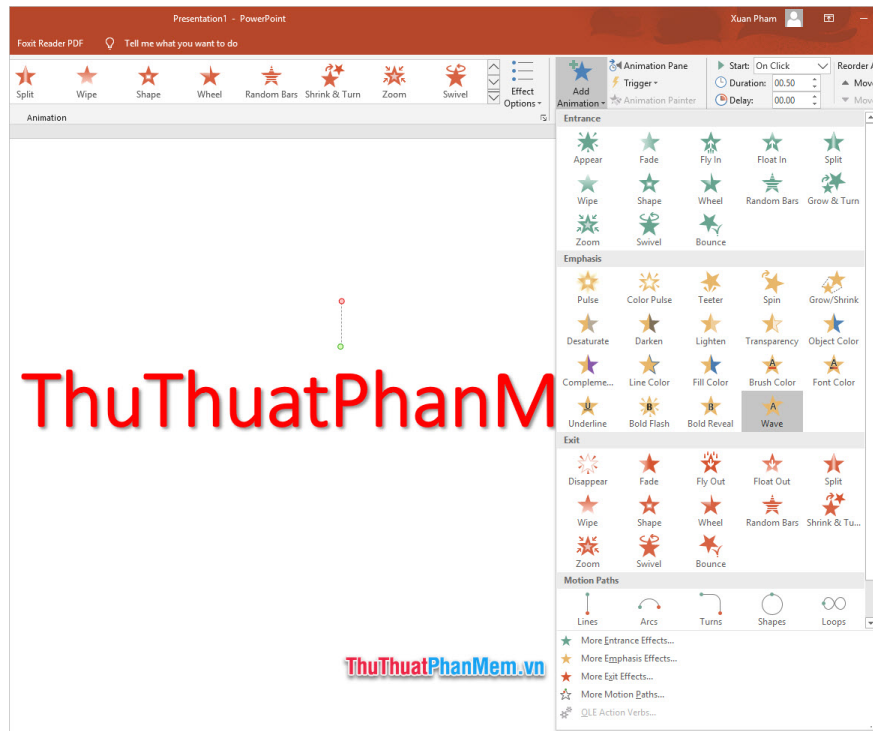 Presentation1 - PowerPoint
Xuan Pham
Foxit Reader PDF
Tell me what you want to do
Split
Wipe
Shape
Wheel
Random Bars
Shrink & Turn
Zoom
Swivel
Effect
Options
Animation
Add
Animation
Animation Pane
Trigger
Animation Painter
Start: On Click
Duration: 00.50
Delay: 00.00
Reorder A
Move
Move
Entrance
Appear Fade Fly In Float In Split
Wipe Shape Wheel Random Bars Grow & Turn
Zoom Swivel Bounce
Emphasis
Pulse Color Pulse Teeter Spin Grow/Shrink
Desaturate Darken Lighten Transparency Object Color
Compleme... Line Color Fill Color Brush Color Font Color
Underline Bold Flash Bold Reveal Wave
Exit
Disappear Fade Fly Out Float Out Split
Wipe Shape Wheel Random Bars Shrink & Tu...
Zoom Swivel Bounce
Motion Paths
Lines Arcs Turns Shapes Loops
More Entrance Effects...
More Emphasis Effects...
More Exit Effects...
More Motion Paths...
OLE Action Verbs...
ThuThuatPhanM
ThuThuatPhanMem.vn